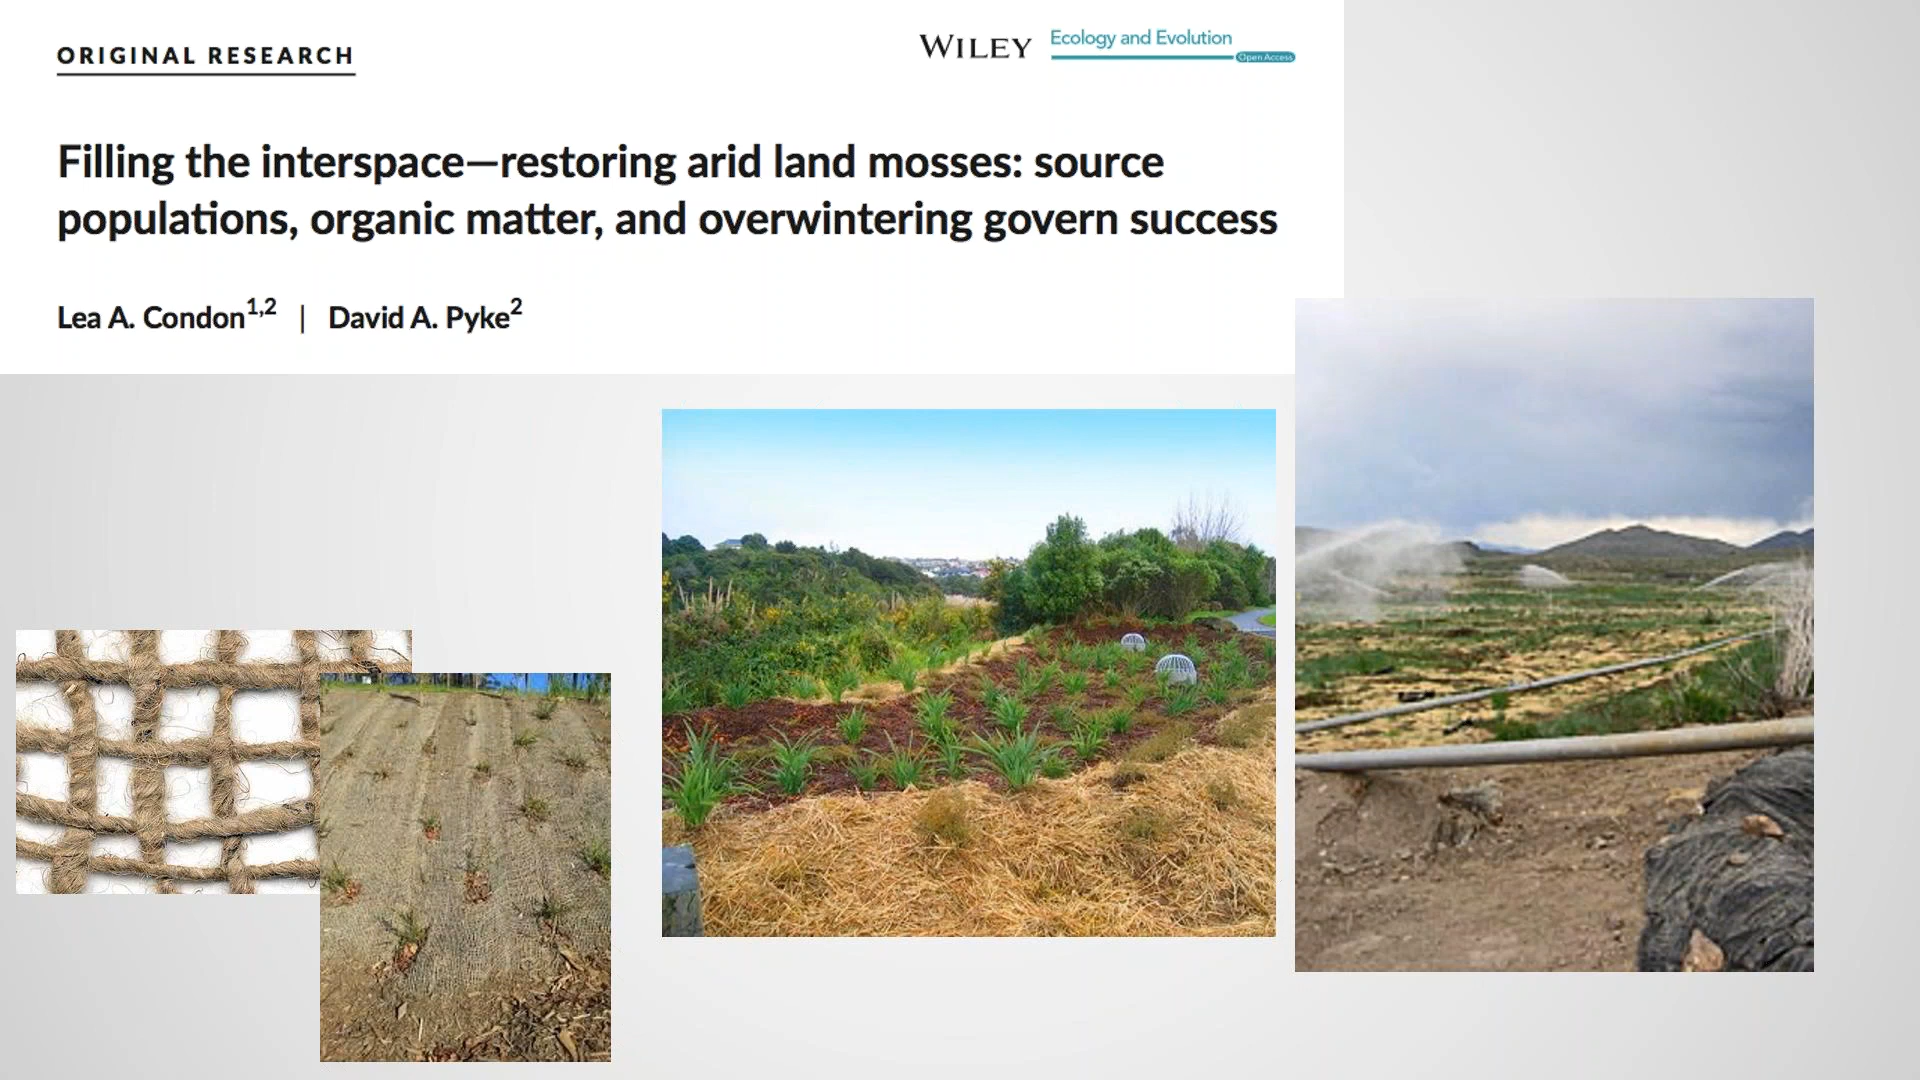 ORIGINAL RESEARCH
WILEY Ecology and Evolution
Open Access
Filling the interspace—restoring arid land mosses: source
populations, organic matter, and overwintering govern success
Lea A. Condon1,2 | David A. Pyke2